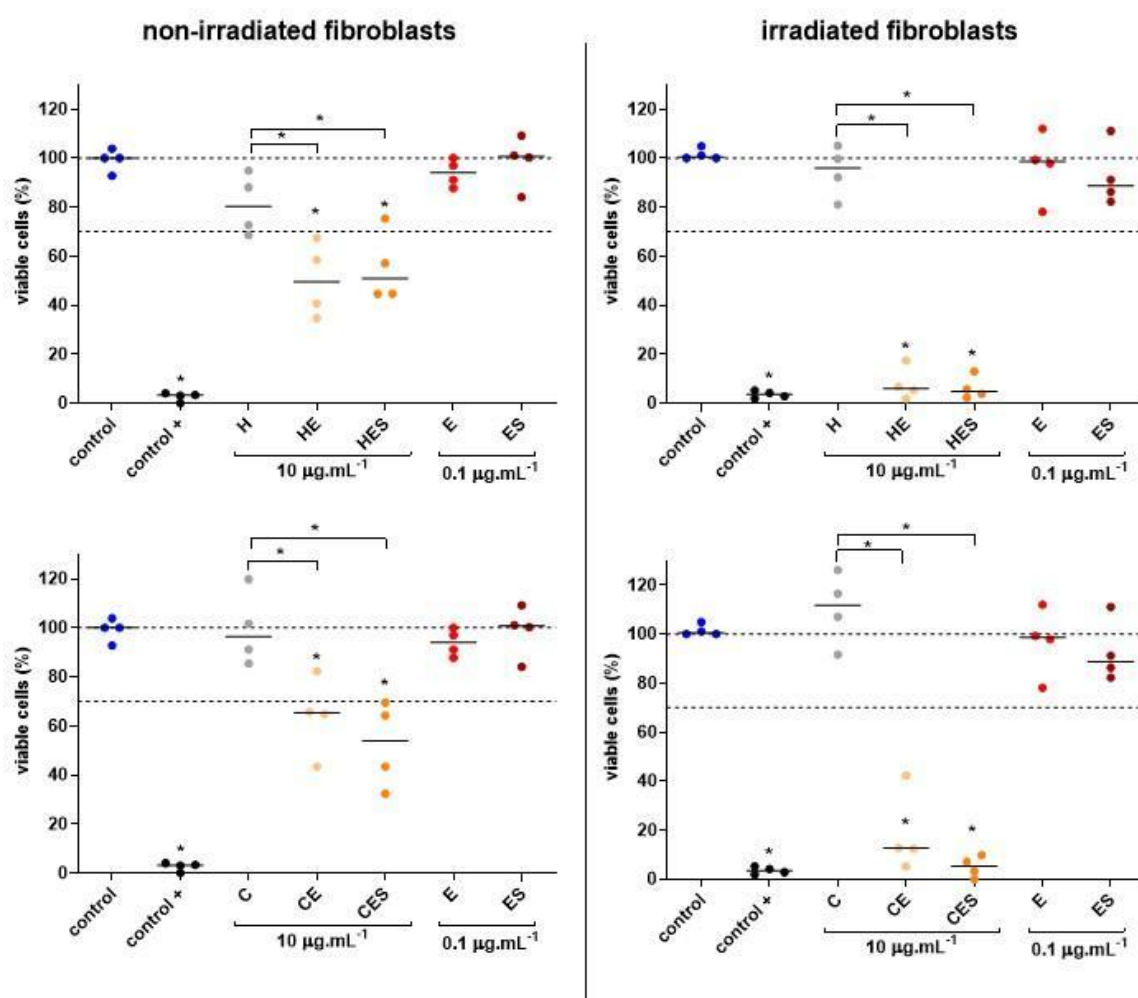 non-irradiated fibroblasts
irradiated fibroblasts
viable cells (%)
120
100
80
60
40
20
0
* * * * *
control control + H HE HES E ES
10 µg.mL-1 0.1 µg.mL-1
viable cells (%)
120
100
80
60
40
20
0
* * * * *
control control + H HE HES E ES
10 µg.mL-1 0.1 µg.mL-1
viable cells (%)
120
100
80
60
40
20
0
* * * * *
control control + C CE CES E ES
10 µg.mL-1 0.1 µg.mL-1
viable cells (%)
120
100
80
60
40
20
0
* * * * *
control control + C CE CES E ES
10 µg.mL-1 0.1 µg.mL-1